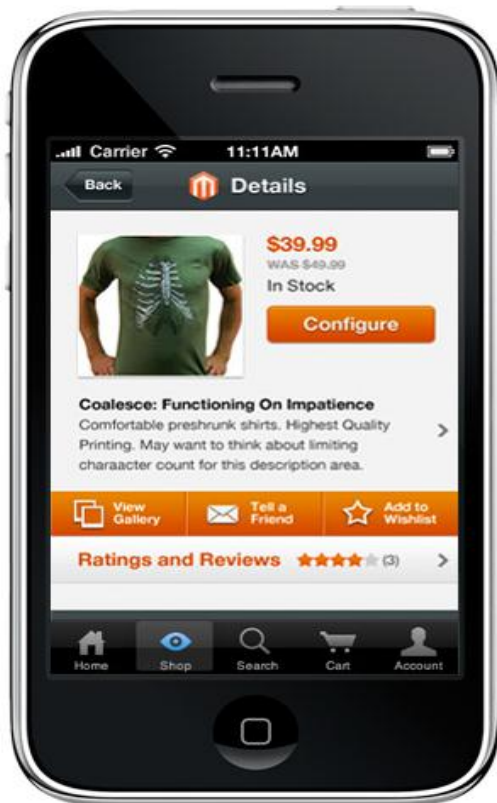 Carrier 11:11AM
Back Details
$39.99
WAS $49.99
In Stock
Configure
Coalesce: Functioning On Impatience
Comfortable preshrunk shirts. Highest Quality
Printing. May want to think about limiting
charaacter count for this description area.
View
Gallery
Tell a
Friend
Add to
Wishlist
Ratings and Reviews (3)
Home Shop Search Cart Account